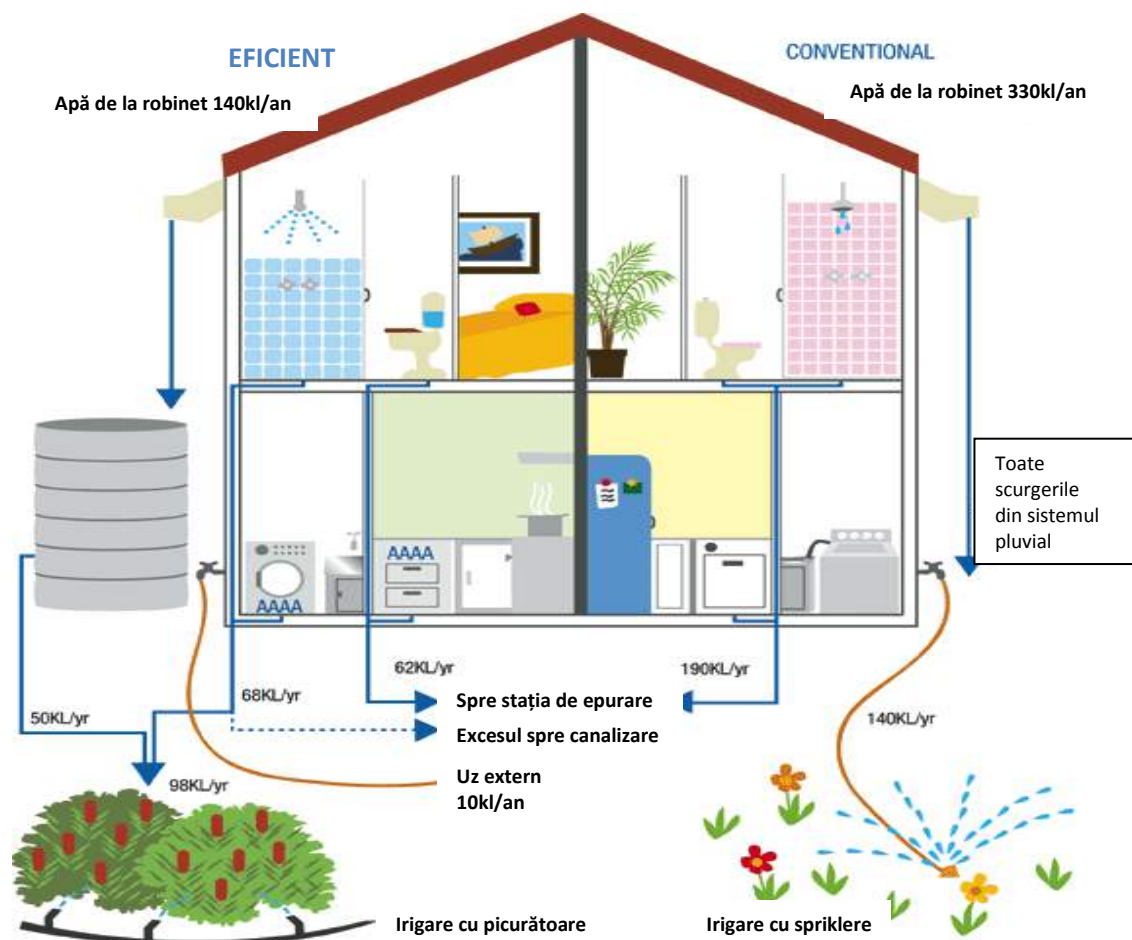 EFICIENT
CONVENTIONAL
Apă de la robinet 140kl/an
Apă de la robinet 330kl/an
Toate
scurgerile
din sistemul
pluvial
AAAA
AAAA
62KL/yr
190KL/yr
68KL/yr
Spre stația de epurare
50KL/yr
140KL/yr
Excesul spre canalizare
98KL/yr
Uz extern
10kl/an
Irigare cu picurătoare
Irigare cu spriklere